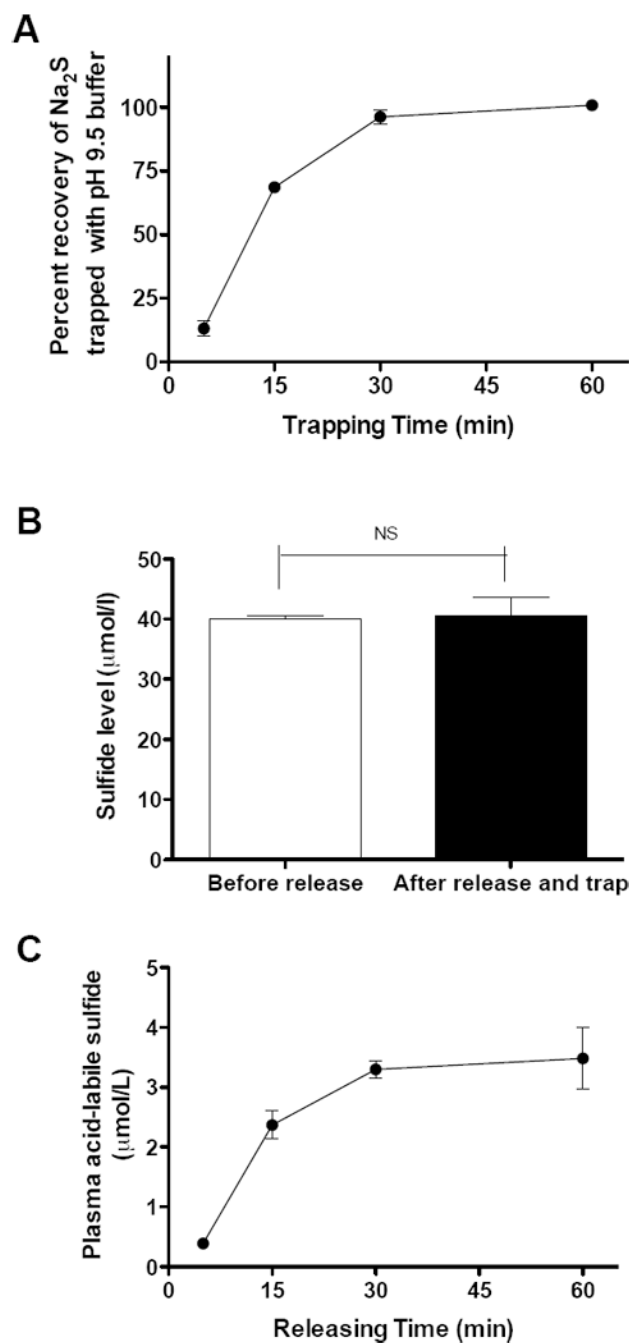 A
Percent recovery of Na₂S
trapped with pH 9.5 buffer
100
75
50
25
0
0 15 30 45 60
Trapping Time (min)
B
NS
Sulfide level (μmol/l)
50
40
30
20
10
0
Before release After release and trap
C
Plasma acid-labile sulfide
(μmol/L)
5
4
3
2
1
0
0 15 30 45 60
Releasing Time (min)